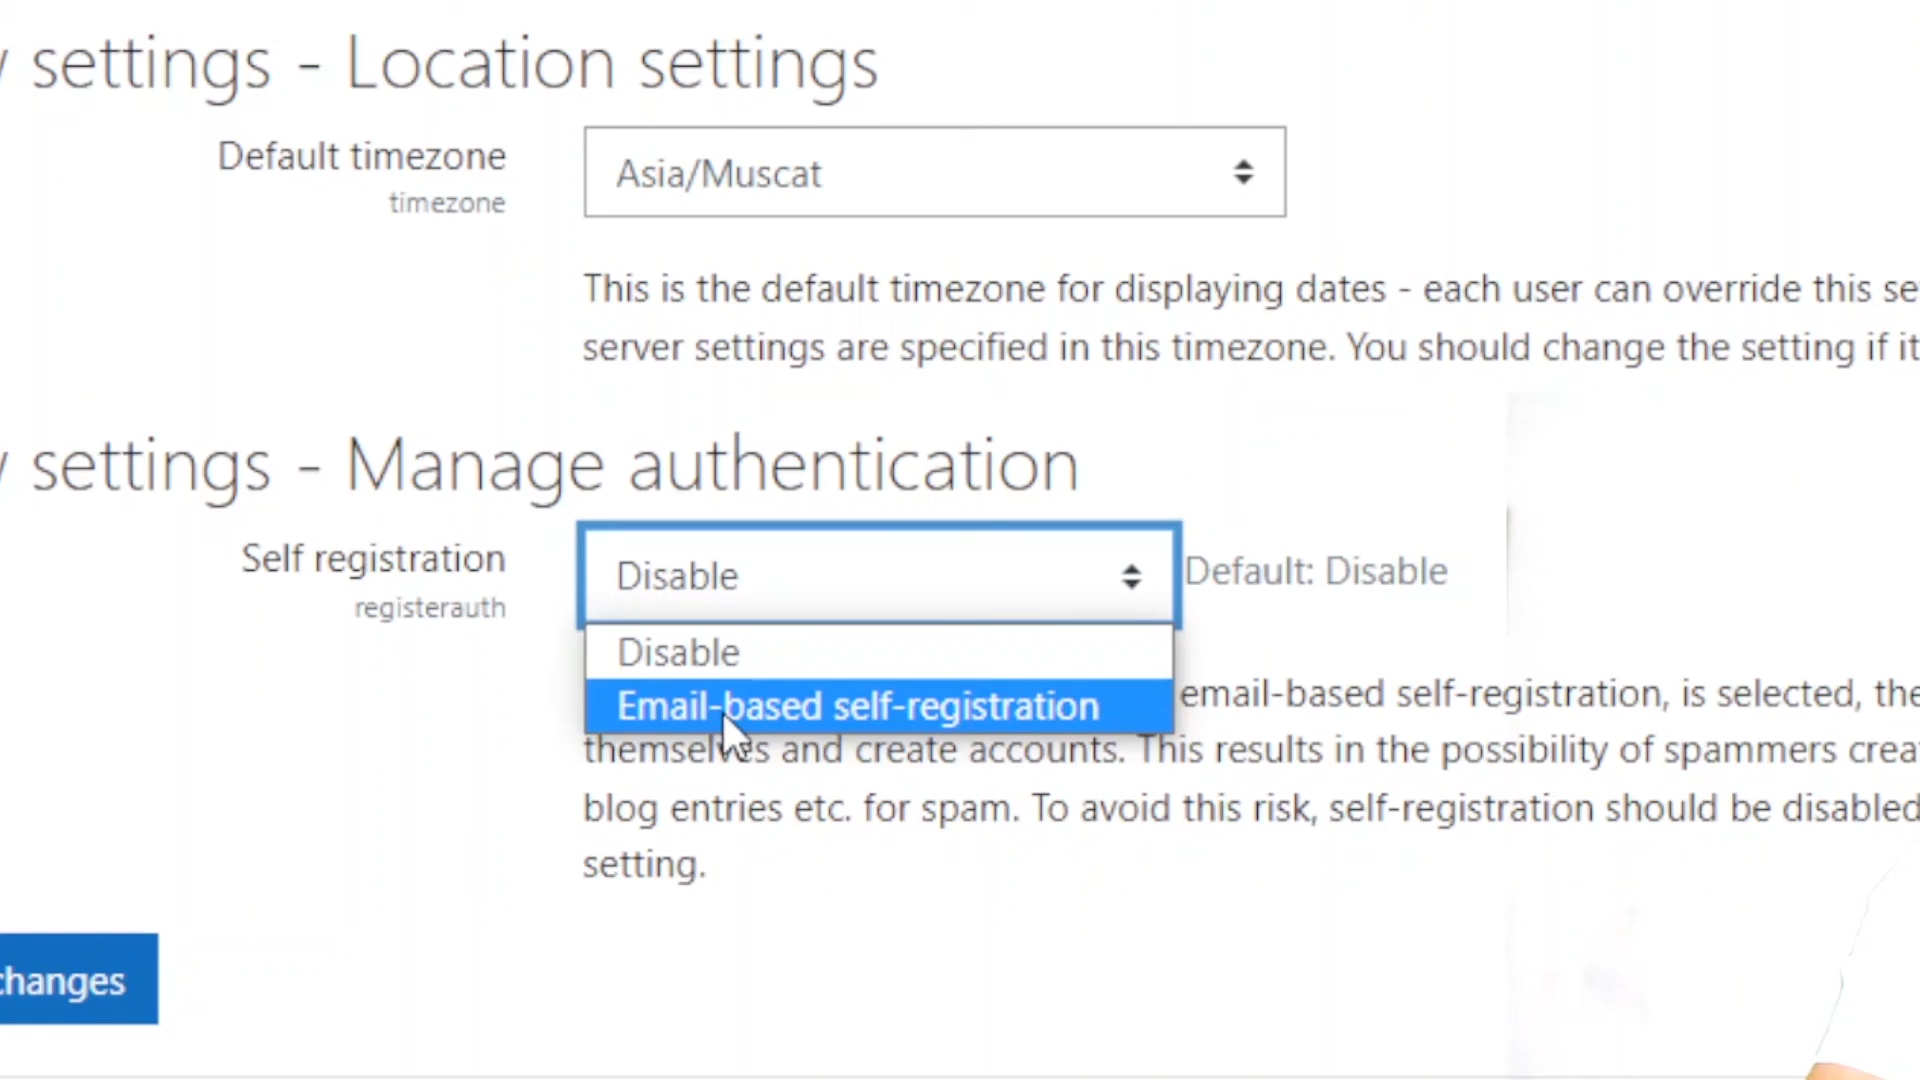 settings - Location settings
Default timezone
timezone
Asia/Muscat
This is the default timezone for displaying dates - each user can override this
server settings are specified in this timezone. You should change the setting if it
settings - Manage authentication
Self registration
registerauth
Disable
Default: Disable
Disable
Email-based self-registration
email-based self-registration, is selected,
themselves and create accounts. This results in the possibility of spammers
blog entries etc. for spam. To avoid this risk, self-registration should be disabled
setting.
changes